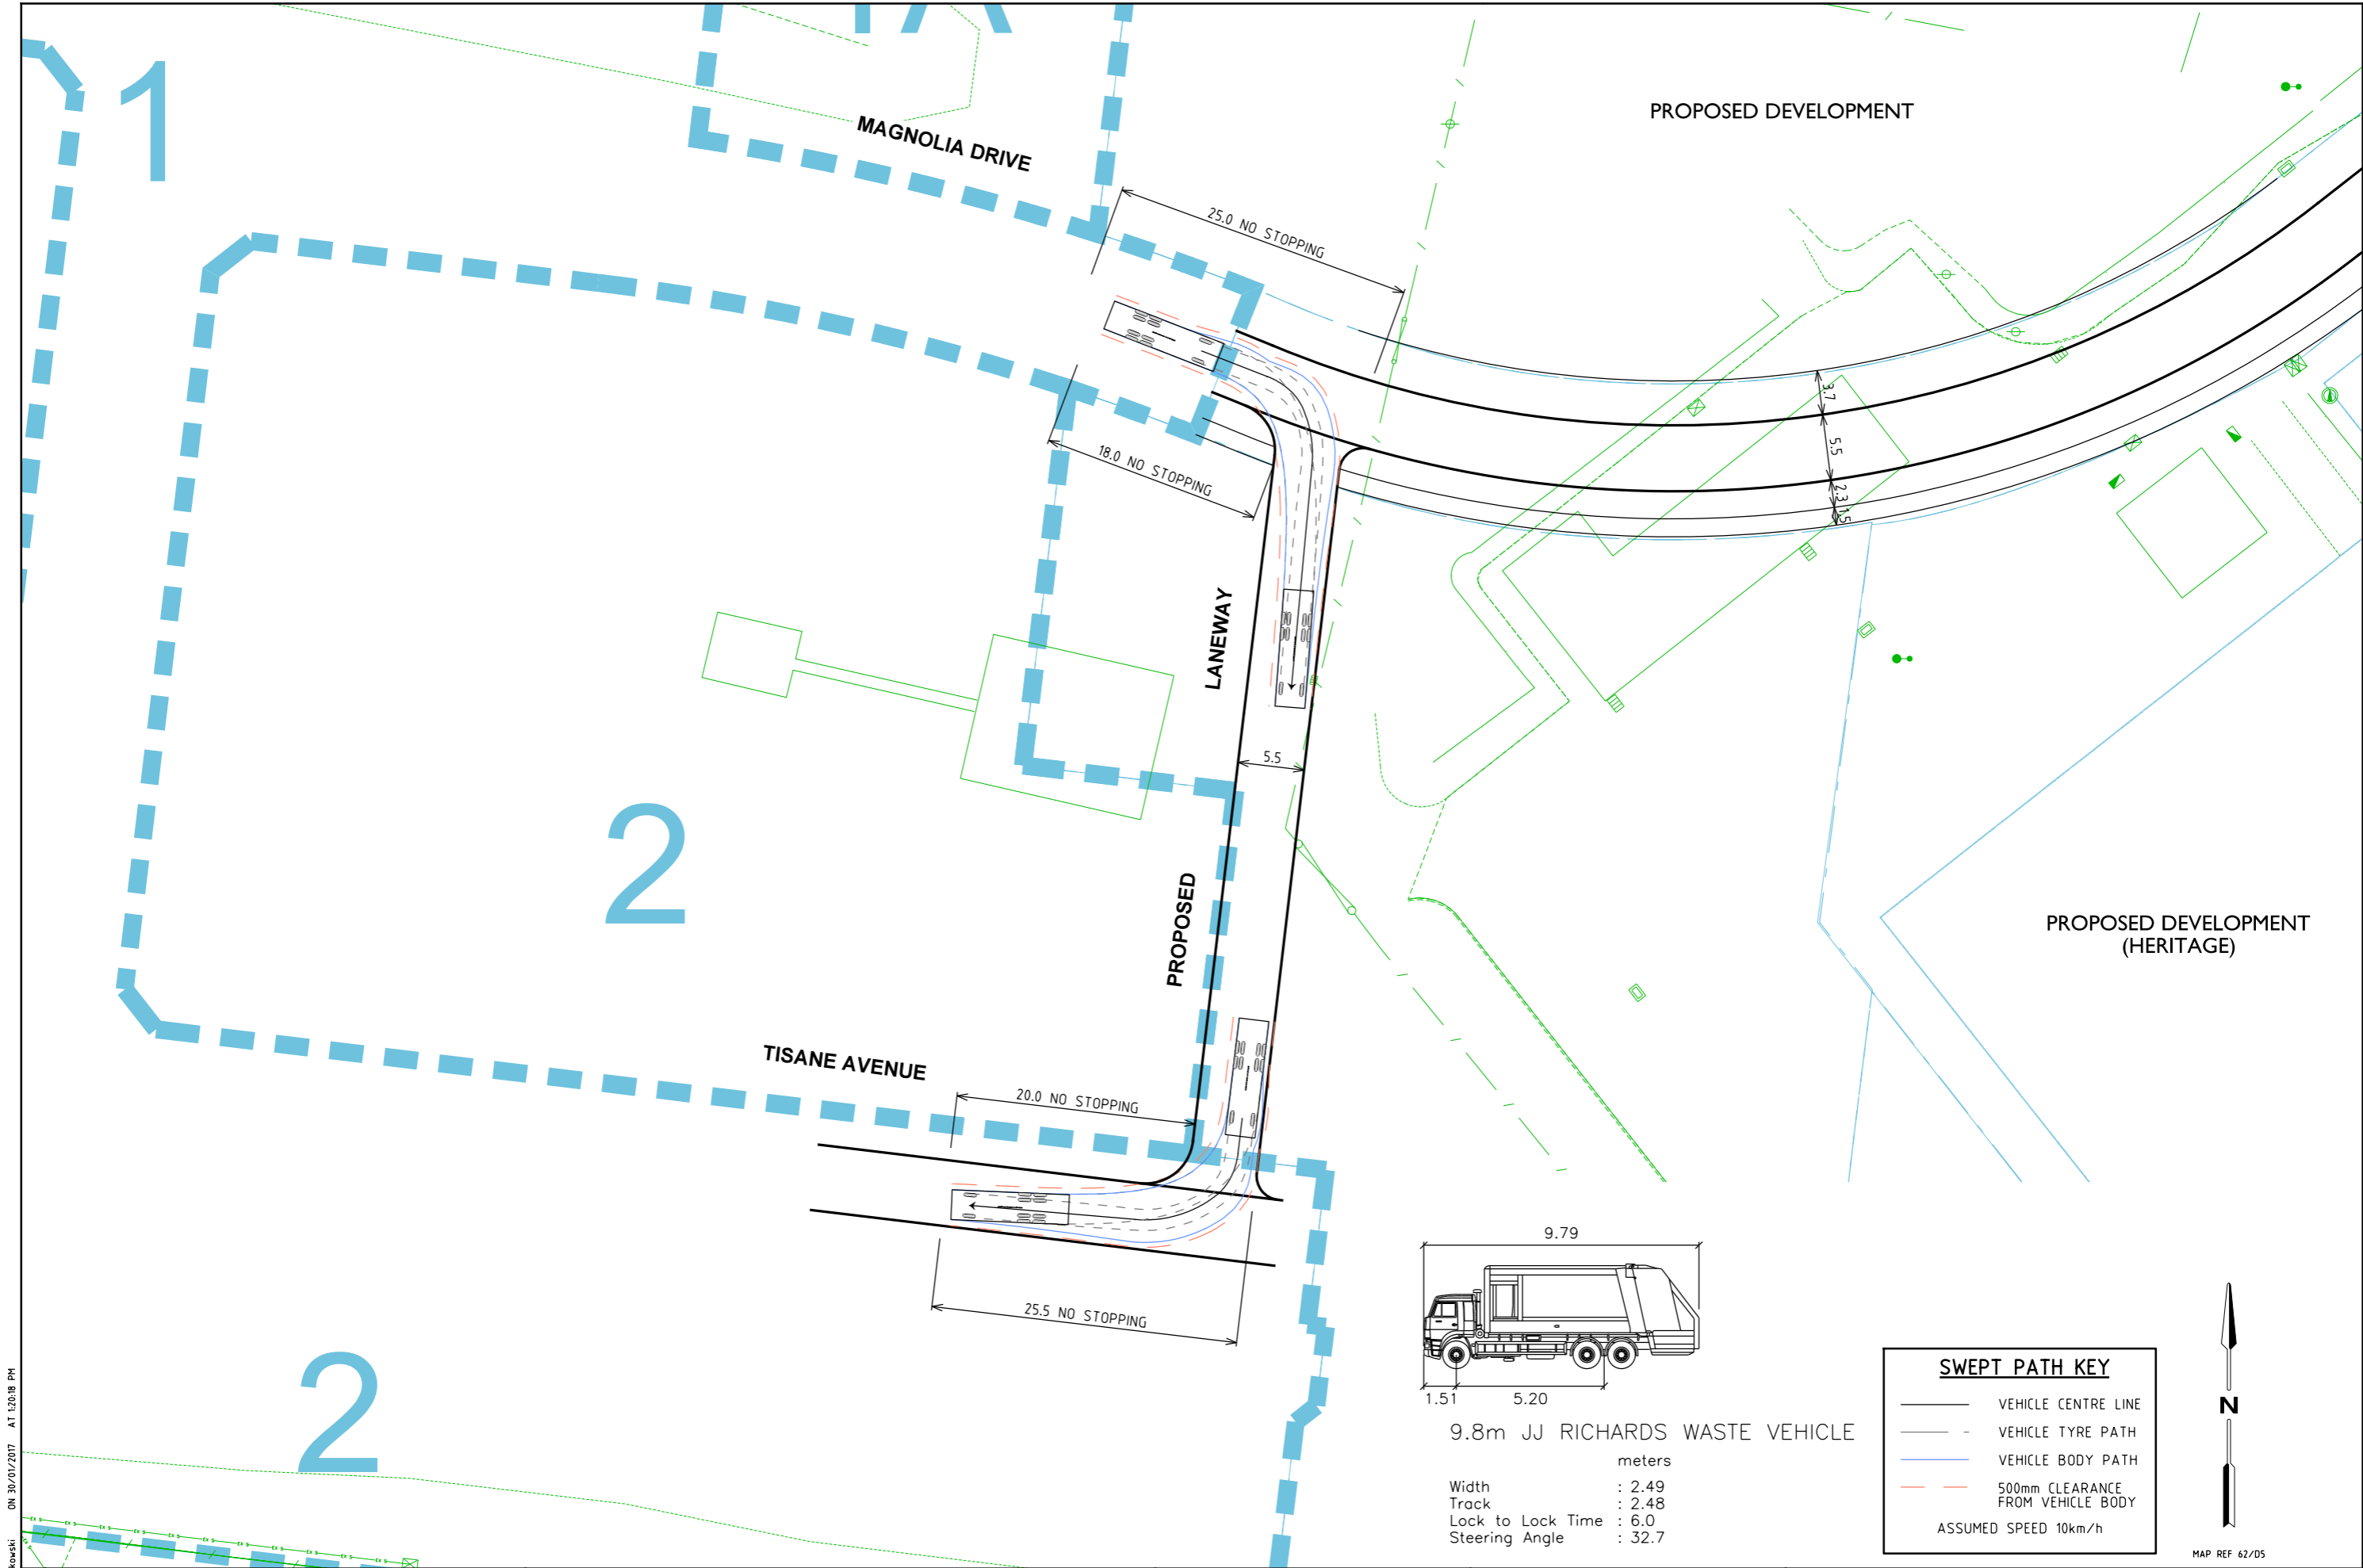 1
PROPOSED DEVELOPMENT
MAGNOLIA DRIVE
25.0 NO STOPPING
3.7
5.5
2.3
1.5
18.0 NO STOPPING
LANEWAY
5.5
2
PROPOSED
PROPOSED DEVELOPMENT
(HERITAGE)
TISANE AVENUE
20.0 NO STOPPING
25.5 NO STOPPING
2
9.79
1.51
5.20
9.8m JJ RICHARDS WASTE VEHICLE
meters
Width : 2.49
Track : 2.48
Lock to Lock Time : 6.0
Steering Angle : 32.7
SWEPT PATH KEY
VEHICLE CENTRE LINE
VEHICLE TYRE PATH
VEHICLE BODY PATH
500mm CLEARANCE
FROM VEHICLE BODY
ASSUMED SPEED 10km/h
N
MAP REF 62/D5
kowski ON 30/01/2017 AT 1:20:18 PM